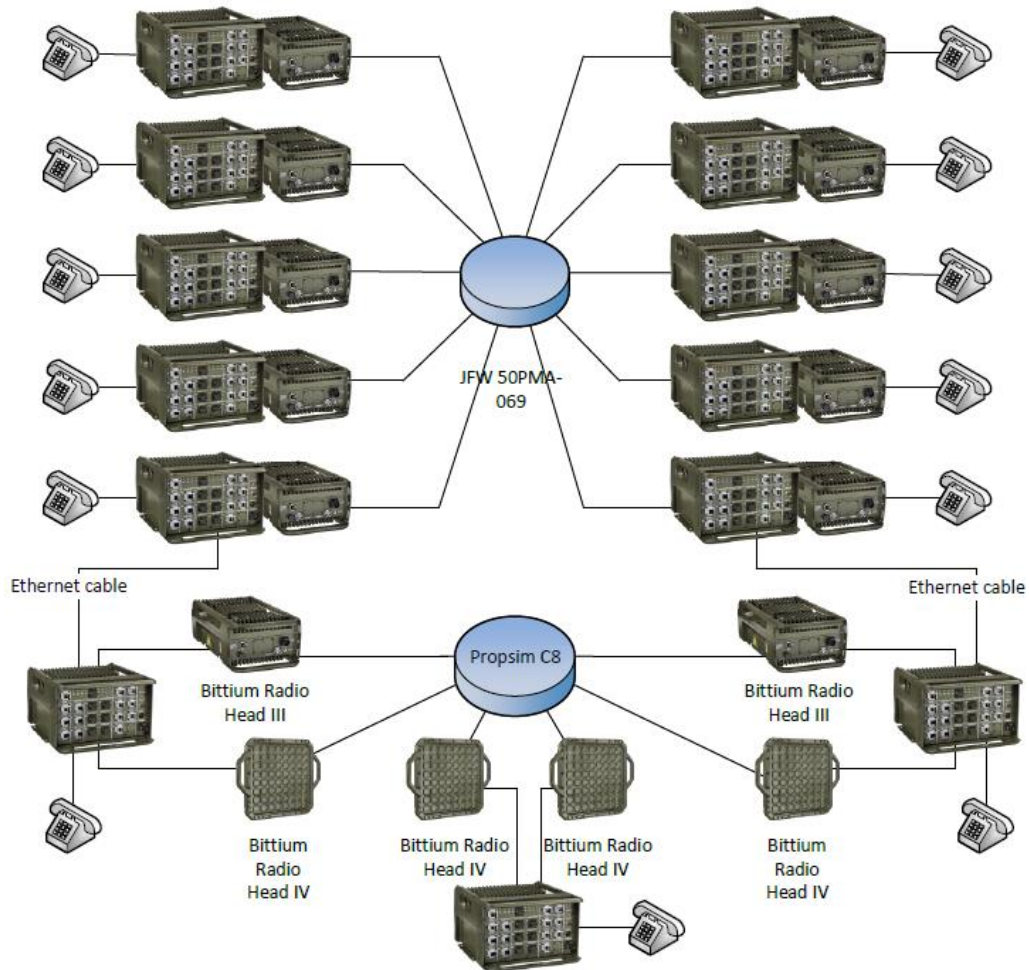 JFW 50PMA-
069
Ethernet cable
Ethernet cable
Propsim C8
Bittium Radio
Head III
Bittium Radio
Head III
Bittium
Radio
Head IV
Bittium Radio
Head IV
Bittium Radio
Head IV
Bittium
Radio
Head IV